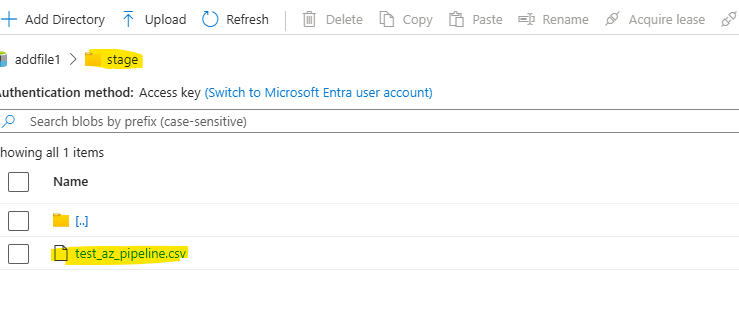 + Add Directory Upload Refresh Delete Copy Paste Rename Acquire lease
addfile1 > stage
uthentication method: Access key (Switch to Microsoft Entra user account)
Search blobs by prefix (case-sensitive)
howing all 1 items
Name
[..]
test_az_pipeline.csv